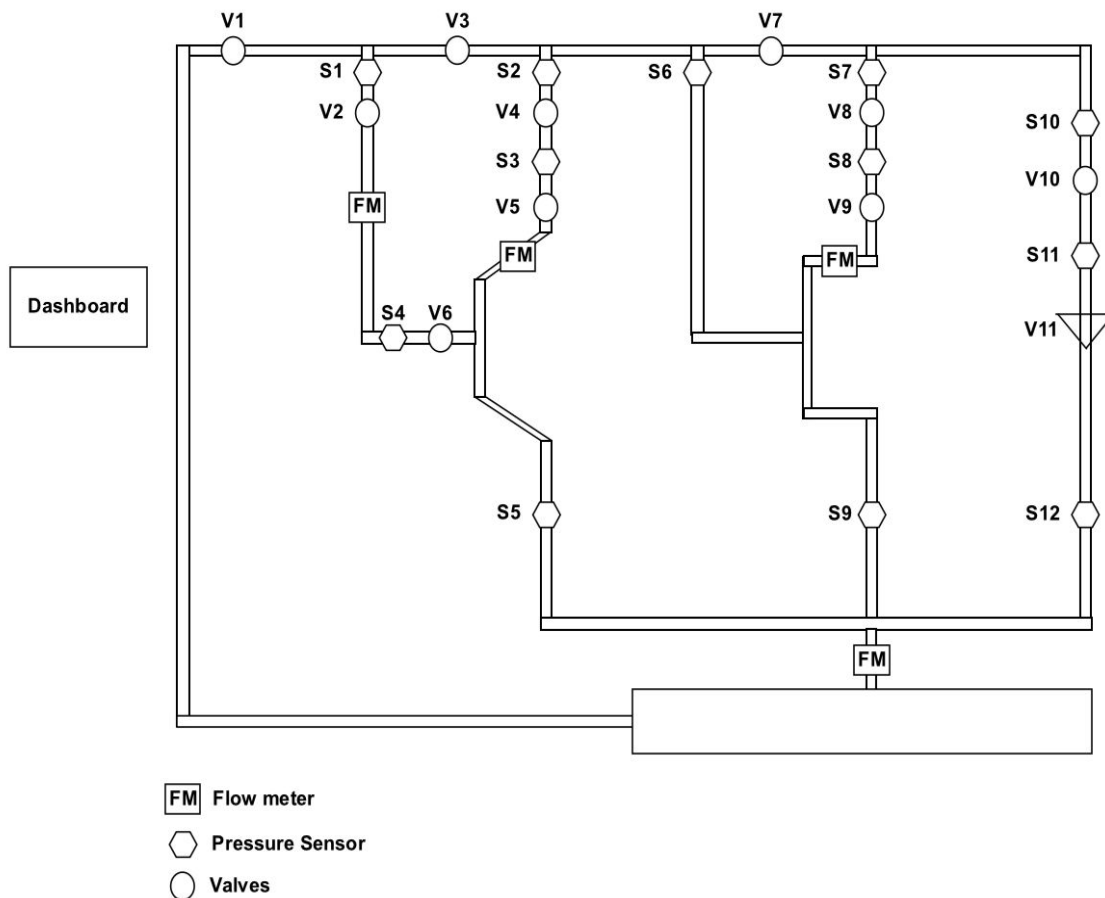 V1 V3 V7
S1 S2 S6 S7
V2 V4 V8 S10
S3 S8 V10
FM V5 V9
FM FM S11
Dashboard S4 V6 V11
S5 S9 S12
FM
FM Flow meter
Pressure Sensor
Valves